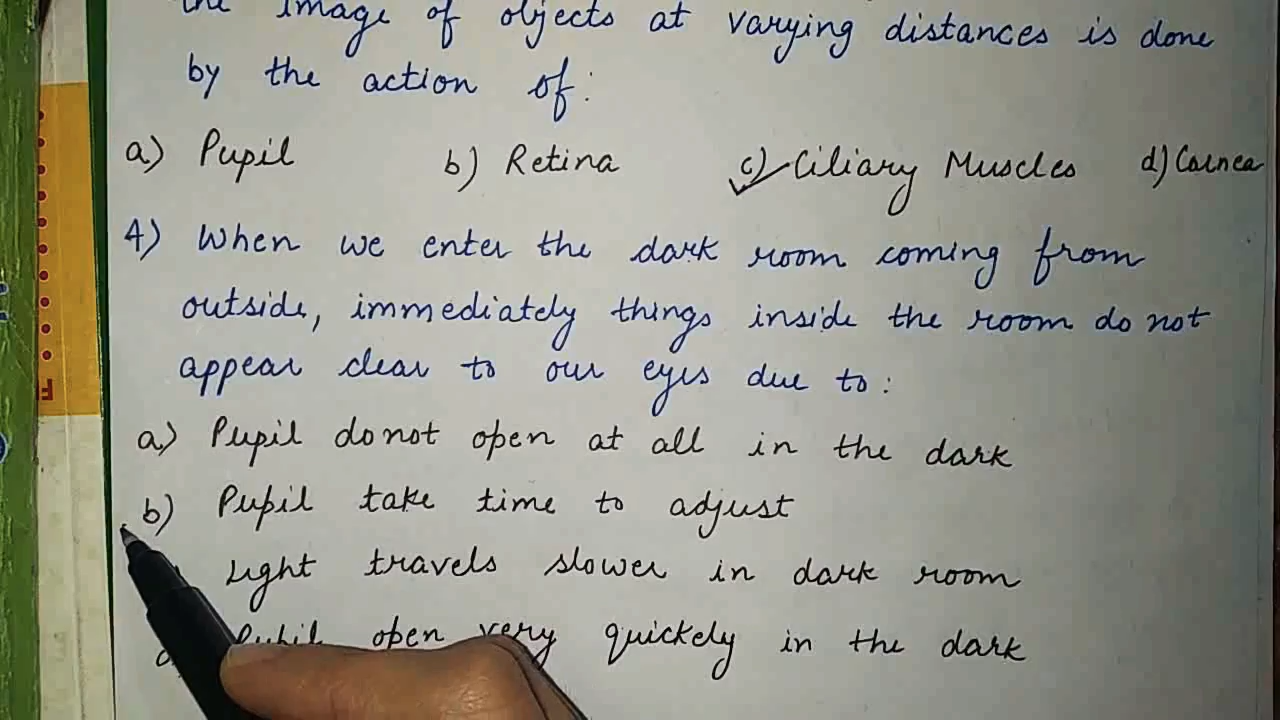 the image of objects at varying distances is done
by the action of:
a) Pupil b) Retina c) Ciliary Muscles d) Cornea
4) When we enter the dark room coming from
outside, immediately things inside the room do not
appear clear to our eyes due to:
a) Pupil do not open at all in the dark
b) Pupil take time to adjust
Light travels slower in dark room
d) Pupil open very quickely in the dark